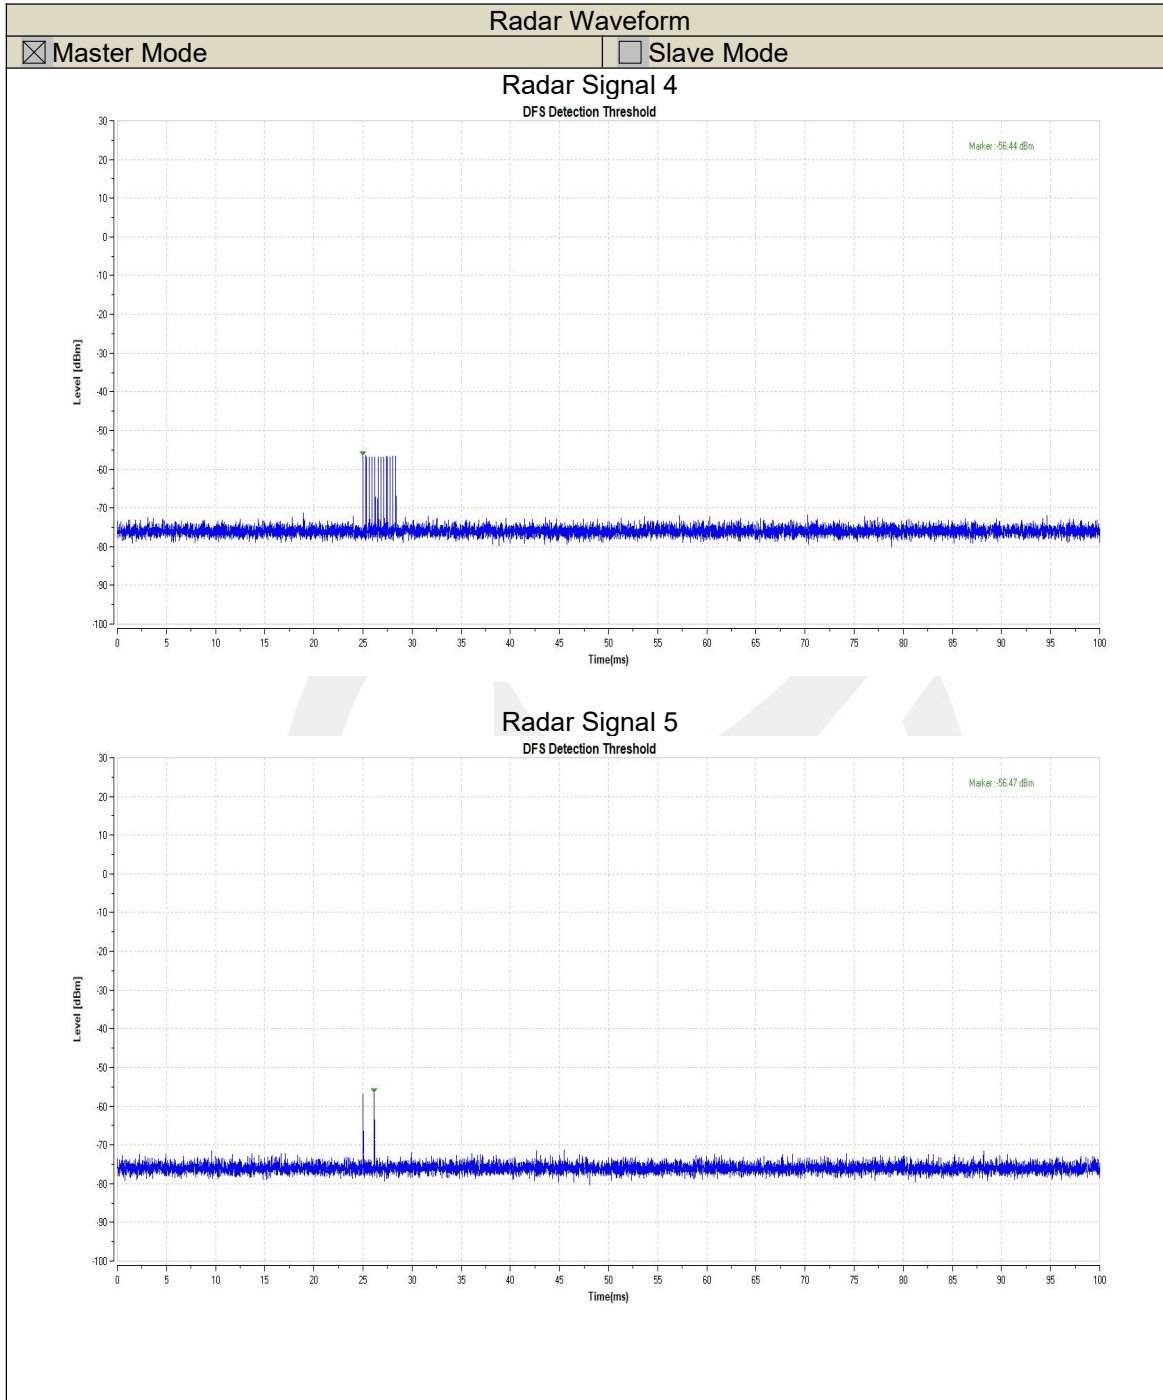 Radar Waveform
☒ Master Mode
☐ Slave Mode
Radar Signal 4
DFS Detection Threshold
Marker :-56.44 dBm
30
20
10
0
-10
-20
-30
-40
-50
-60
-70
-80
-90
-100
Level [dBm]
0 5 10 15 20 25 30 35 40 45 50 55 60 65 70 75 80 85 90 95 100
Time(ms)
Radar Signal 5
DFS Detection Threshold
Marker :-56.47 dBm
30
20
10
0
-10
-20
-30
-40
-50
-60
-70
-80
-90
-100
Level [dBm]
0 5 10 15 20 25 30 35 40 45 50 55 60 65 70 75 80 85 90 95 100
Time(ms)